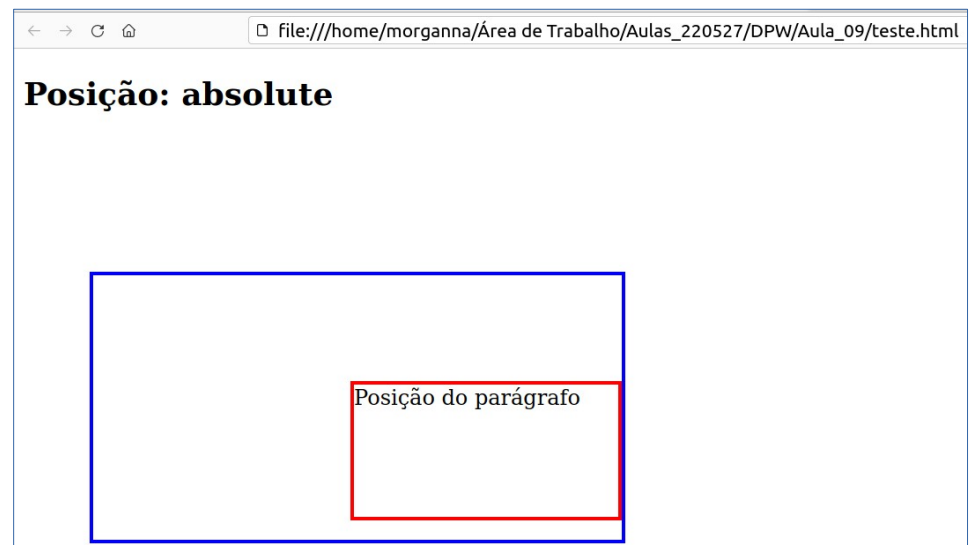 file:///home/morganna/Área de Trabalho/Aulas_220527/DPW/Aula_09/teste.html
Posição: absolute
Posição do parágrafo